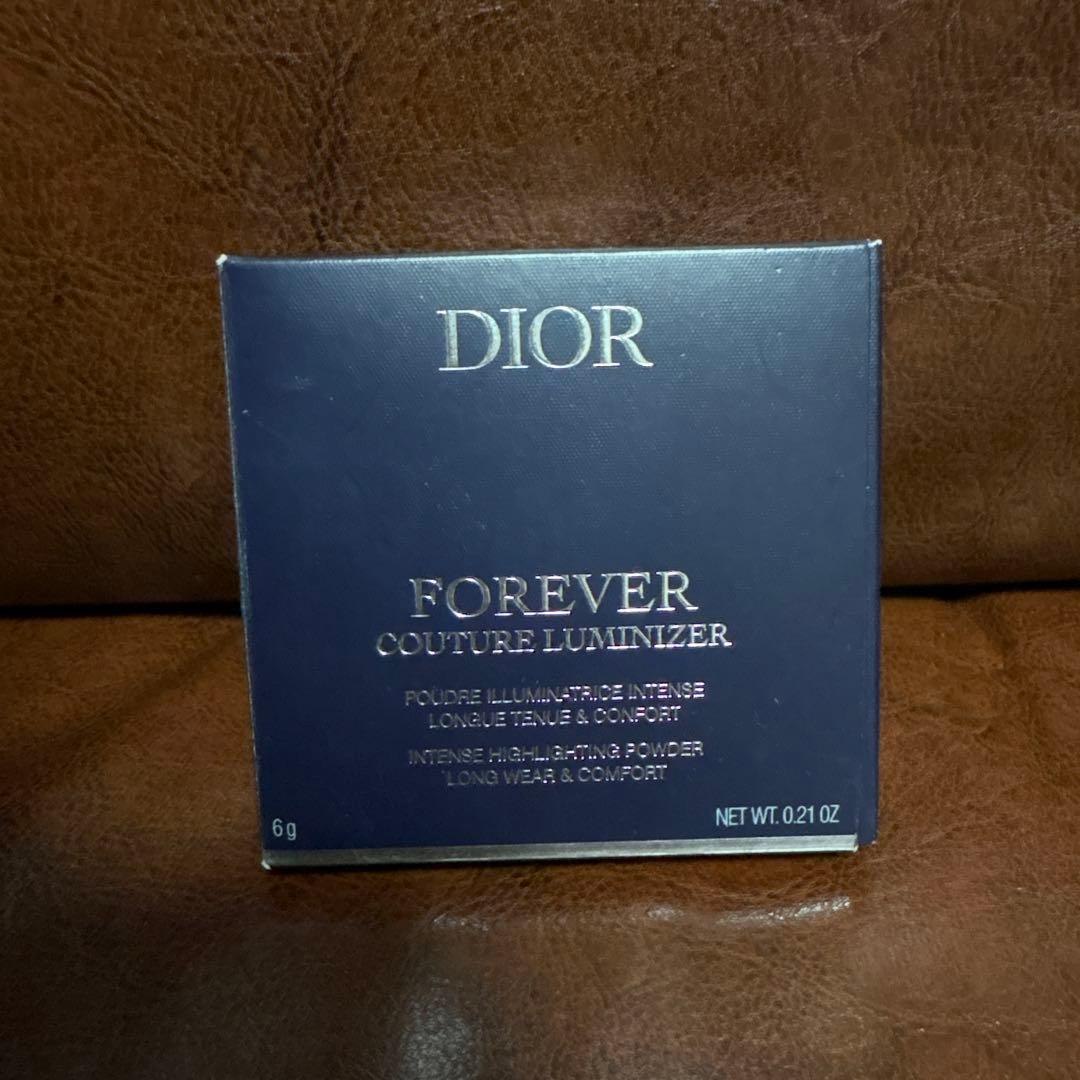 DIOR
FOREVER
COUTURE LUMINIZER
POUDRE ILLUMINATRICE INTENSE
LONGUE TENUE & CONFORT
INTENSE HIGHLIGHTING POWDER
LONG WEAR & COMFORT
6 g
NET WT. 0.21 OZ